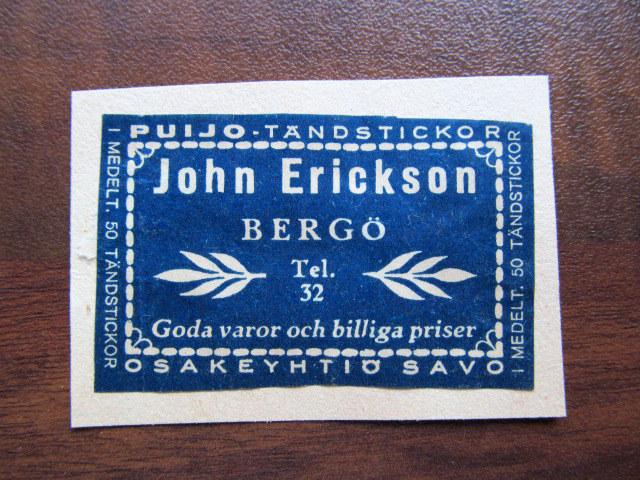 PUIJO-TÄNDSTICKOR
John Erickson
BERGÖ
Tel.
32
Goda varor och billiga priser
OSAKEYHTIÖ SAVO
I MEDELT. 50 TÄNDSTICKOR
I MEDELT. 50 TÄNDSTICKOR